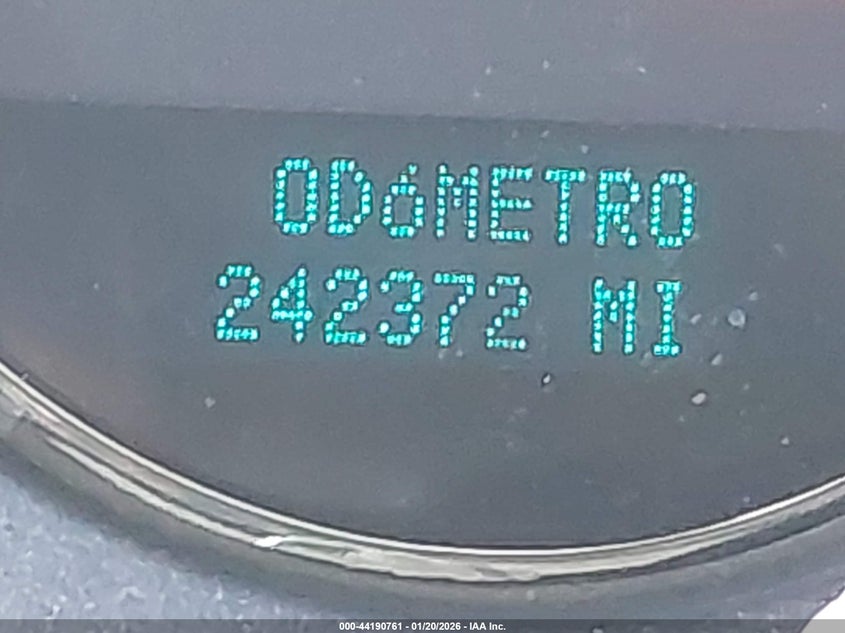 ODóMETRO
242372 MI
000-44190761 - 01/20/2026 - IAA Inc.